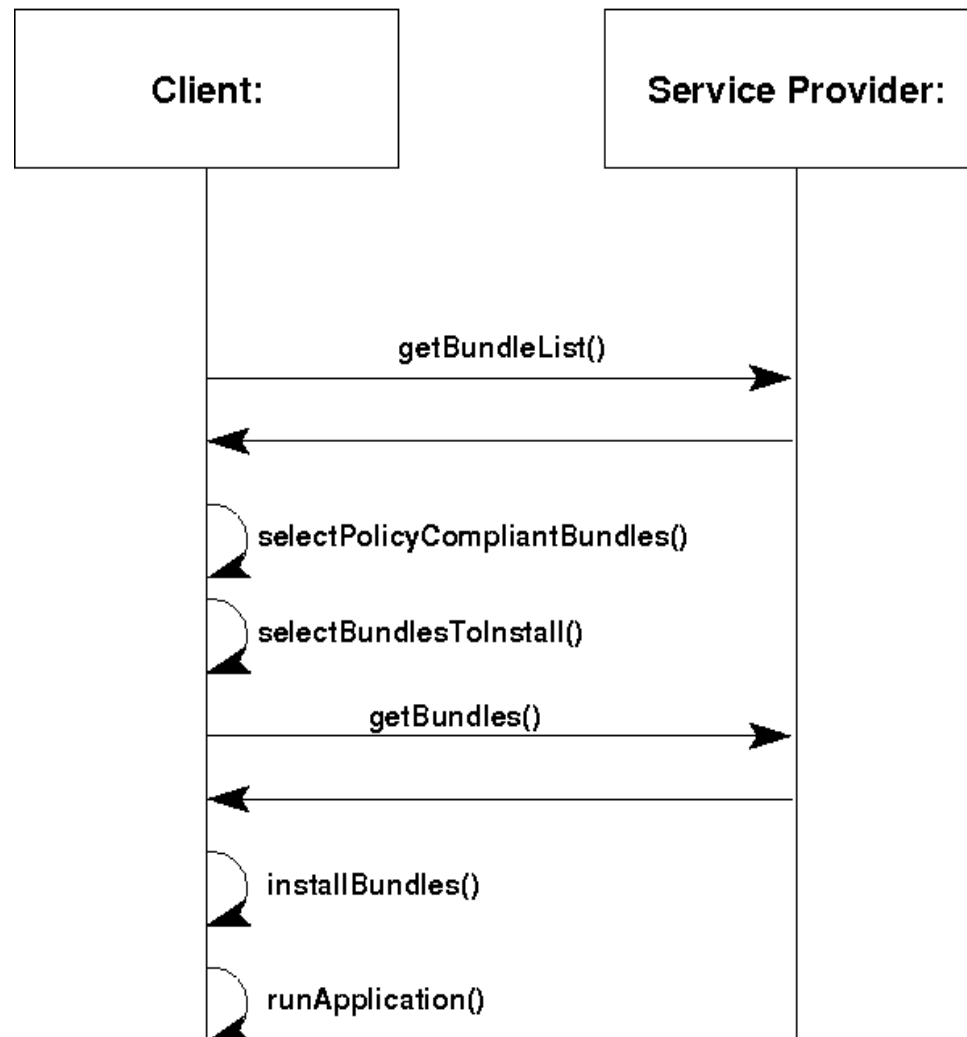 Client:
Service Provider:
getBundleList()
selectPolicyCompliantBundles()
selectBundlesToInstall()
getBundles()
installBundles()
runApplication()